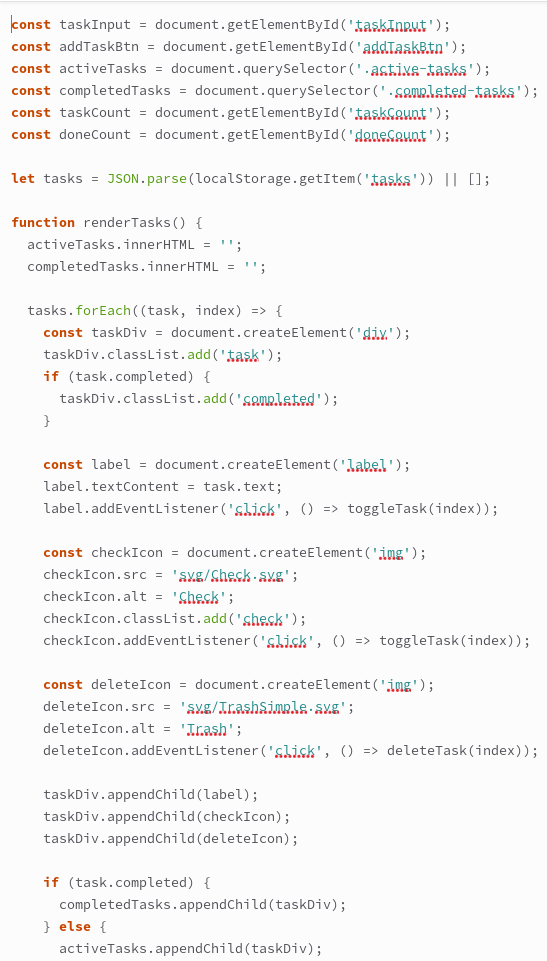 const taskInput = document.getElementById('taskInput');
const addTaskBtn = document.getElementById('addTaskBtn');
const activeTasks = document.querySelector('.active-tasks');
const completedTasks = document.querySelector('.completed-tasks');
const taskCount = document.getElementById('taskCount');
const doneCount = document.getElementById('doneCount');

let tasks = JSON.parse(localStorage.getItem('tasks')) || [];

function renderTasks() {
  activeTasks.innerHTML = '';
  completedTasks.innerHTML = '';

  tasks.forEach((task, index) => {
    const taskDiv = document.createElement('div');
    taskDiv.classList.add('task');
    if (task.completed) {
      taskDiv.classList.add('completed');
    }

    const label = document.createElement('label');
    label.textContent = task.text;
    label.addEventListener('click', () => toggleTask(index));

    const checkIcon = document.createElement('img');
    checkIcon.src = 'svg/Check.svg';
    checkIcon.alt = 'Check';
    checkIcon.classList.add('check');
    checkIcon.addEventListener('click', () => toggleTask(index));

    const deleteIcon = document.createElement('img');
    deleteIcon.src = 'svg/TrashSimple.svg';
    deleteIcon.alt = 'Trash';
    deleteIcon.addEventListener('click', () => deleteTask(index));

    taskDiv.appendChild(label);
    taskDiv.appendChild(checkIcon);
    taskDiv.appendChild(deleteIcon);

    if (task.completed) {
      completedTasks.appendChild(taskDiv);
    } else {
      activeTasks.appendChild(taskDiv);